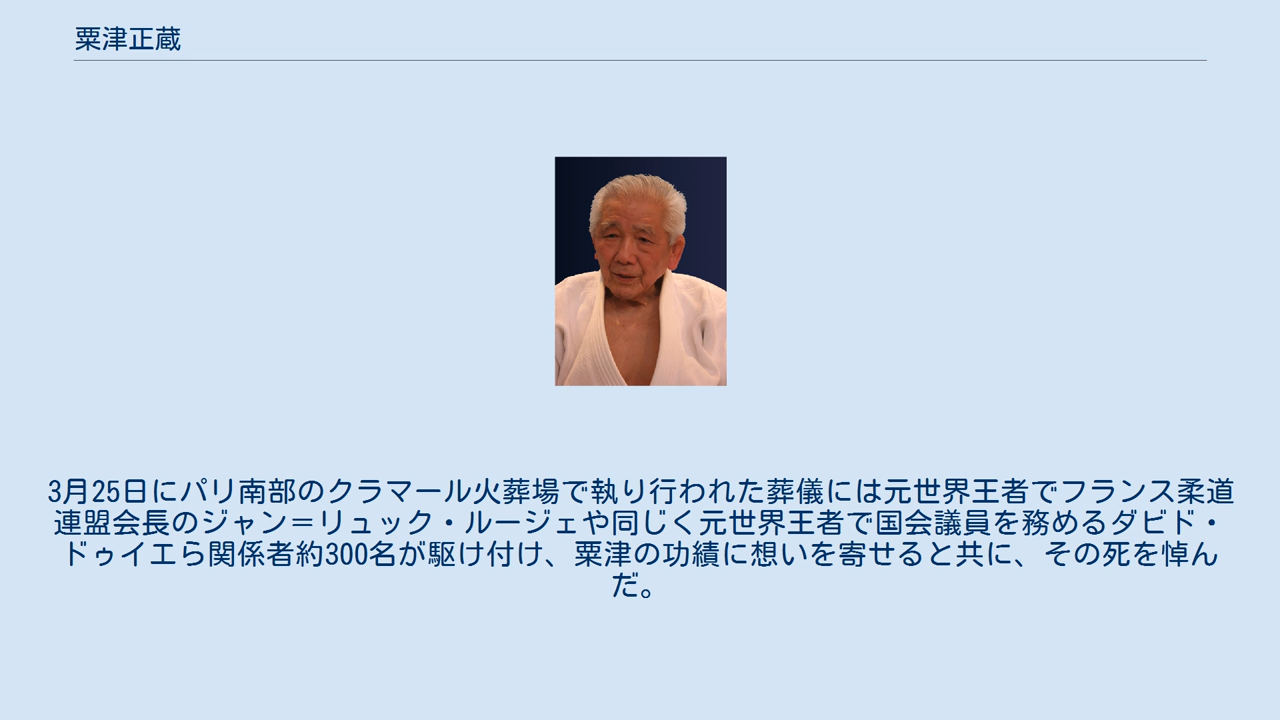 粟津正蔵
3月25日にパリ南部のクラマール火葬場で執り行われた葬儀には元世界王者でフランス柔道
連盟会長のジャン＝リュック・ルージェや同じく元世界王者で国会議員を務めるダビド・
ドゥイエら関係者約300名が駆け付け、粟津の功績に想いを寄せると共に、その死を悼ん
だ。